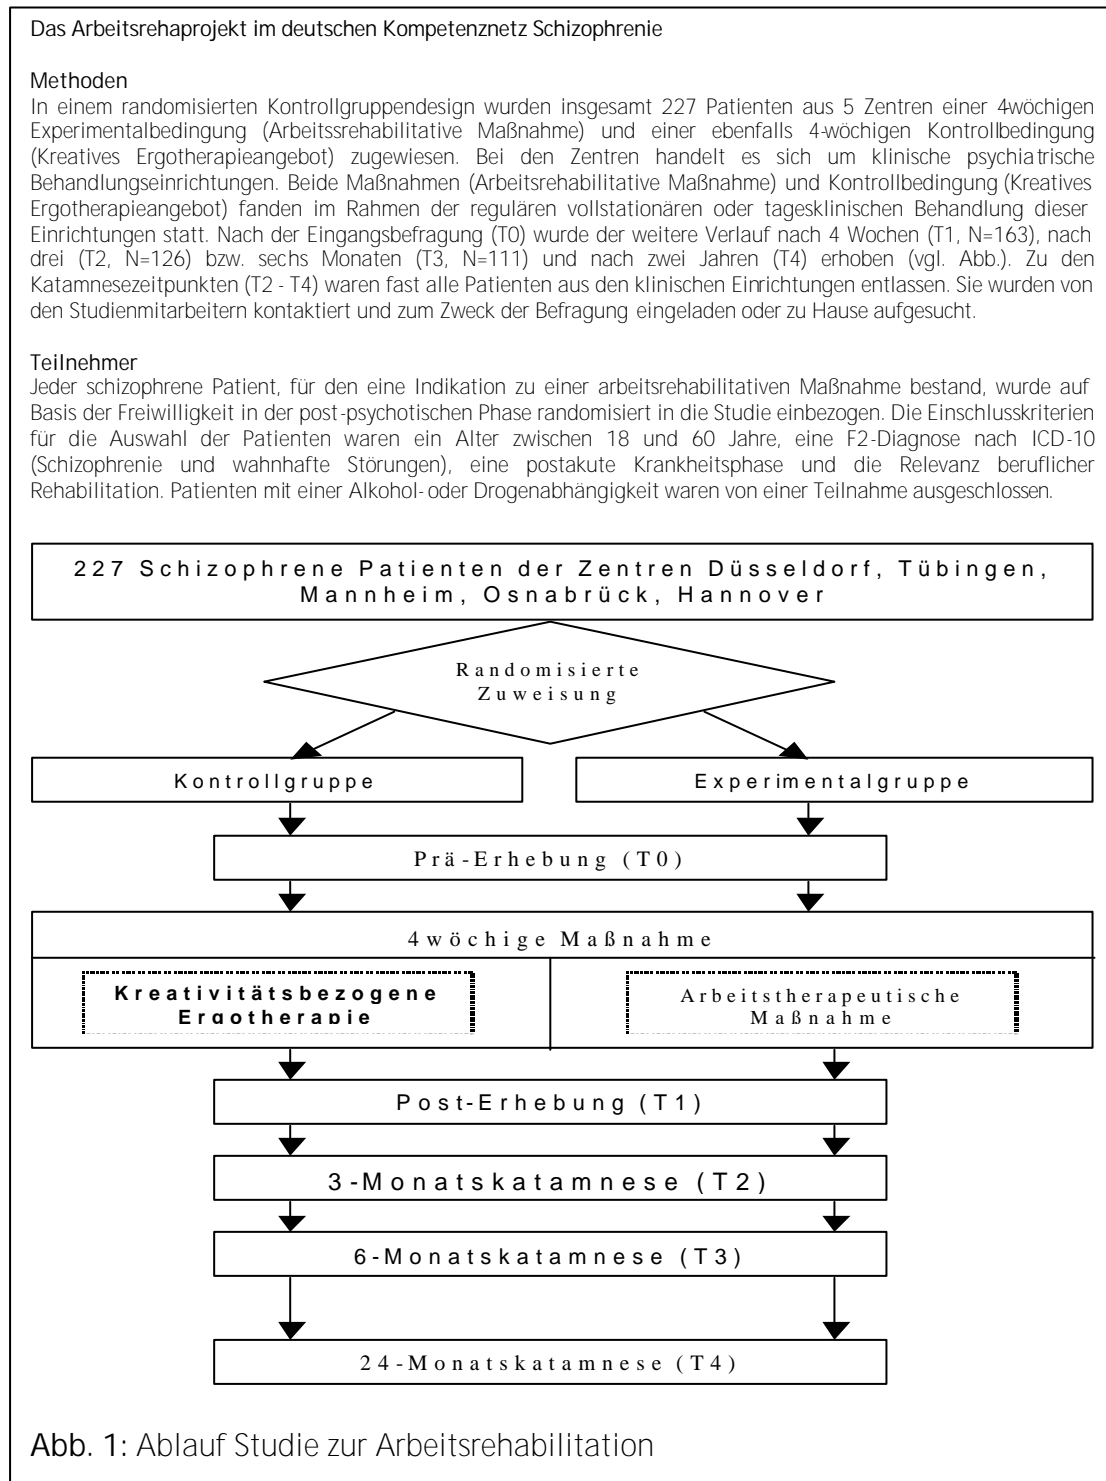 Das Arbeitsrehaprojekt im deutschen Kompetenznetz Schizophrenie
Methoden
In einem randomisierten Kontrollgruppendesign wurden insgesamt 227 Patienten aus 5 Zentren einer 4wöchigen
Experimentalbedingung (Arbeitssrehabilitative Maßnahme) und einer ebenfalls 4-wöchigen Kontrollbedingung
(Kreatives Ergotherapieangebot) zugewiesen. Bei den Zentren handelt es sich um klinische psychiatrische
Behandlungseinrichtungen. Beide Maßnahmen (Arbeitsrehabilitative Maßnahme) und Kontrollbedingung (Kreatives
Ergotherapieangebot) fanden im Rahmen der regulären vollstationären oder tagesklinischen Behandlung dieser
Einrichtungen statt. Nach der Eingangsbefragung (T0) wurde der weitere Verlauf nach 4 Wochen (T1, N=163), nach
drei (T2, N=126) bzw. sechs Monaten (T3, N=111) und nach zwei Jahren (T4) erhoben (vgl. Abb.). Zu den
Katamnesezeitpunkten (T2 - T4) waren fast alle Patienten aus den klinischen Einrichtungen entlassen. Sie wurden von
den Studienmitarbeitern kontaktiert und zum Zweck der Befragung eingeladen oder zu Hause aufgesucht.
Teilnehmer
Jeder schizophrene Patient, für den eine Indikation zu einer arbeitsrehabilitativen Maßnahme bestand, wurde auf
Basis der Freiwilligkeit in der post-psychotischen Phase randomisiert in die Studie einbezogen. Die Einschlusskriterien
für die Auswahl der Patienten waren ein Alter zwischen 18 und 60 Jahre, eine F2-Diagnose nach ICD-10
(Schizophrenie und wahnhafte Störungen), eine postakute Krankheitsphase und die Relevanz beruflicher
Rehabilitation. Patienten mit einer Alkohol- oder Drogenabhängigkeit waren von einer Teilnahme ausgeschlossen.
227 Schizophrene Patienten der Zentren Düsseldorf, Tübingen,
Mannheim, Osnabrück, Hannover
Randomisierte
Zuweisung
Kontrollgruppe
Experimentalgruppe
Prä-Erhebung (T0)
4wöchige Maßnahme
Kreativitätsbezogene
Ergotherapie
Arbeitstherapeutische
Maßnahme
Post-Erhebung (T1)
3-Monatskatamnese (T2)
6-Monatskatamnese (T3)
24-Monatskatamnese (T4)
Abb. 1: Ablauf Studie zur Arbeitsrehabilitation